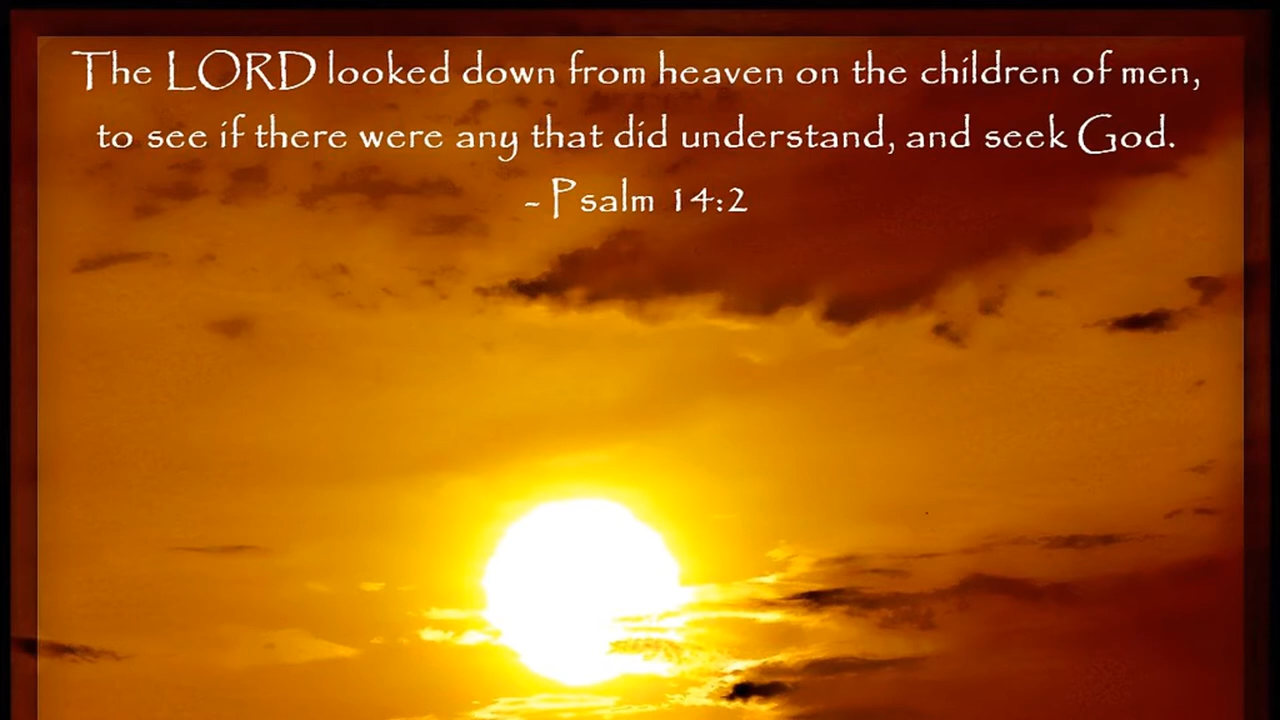 The LORD looked down from heaven on the children of men,
to see if there were any that did understand, and seek God.
- Psalm 14:2